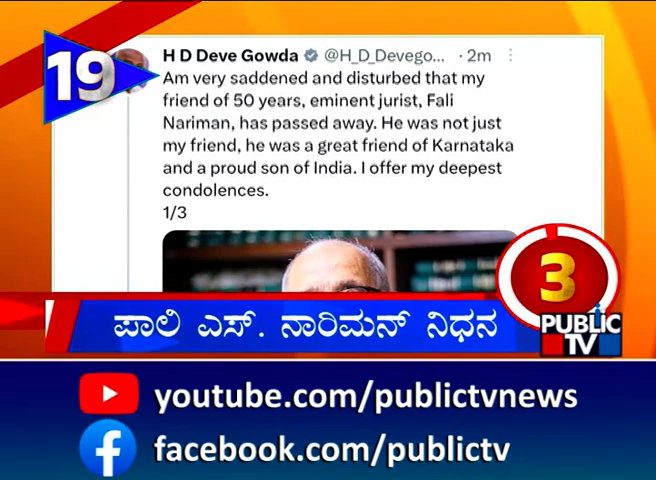 19
H D Deve Gowda @H_D_Devego... · 2m
Am very saddened and disturbed that my
friend of 50 years, eminent jurist, Fali
Nariman, has passed away. He was not just
my friend, he was a great friend of Karnataka
and a proud son of India. I offer my deepest
condolences.
1/3
3
ಪಾಲಿ ಎಸ್. ನಾರಿಮನ್ ನಿಧನ
PUBLIC
TV
youtube.com/publictvnews
facebook.com/publictv